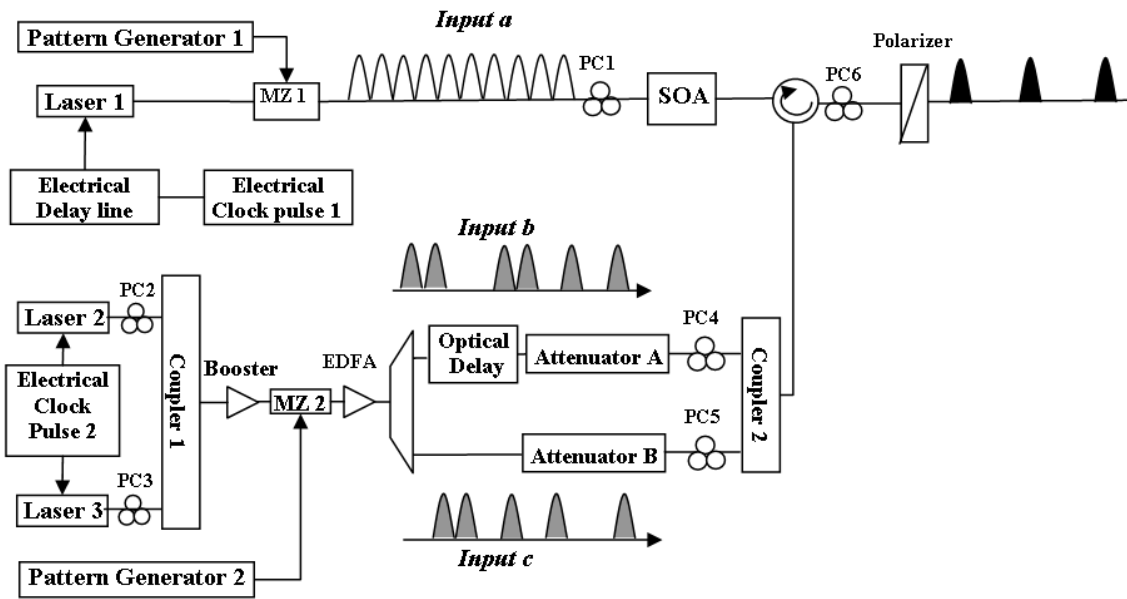 Input a
Pattern Generator 1
Polarizer
PC1
PC6
Laser 1
MZ 1
SOA
Electrical
Delay line
Electrical
Clock pulse 1
Input b
PC2
PC4
Laser 2
Optical
Delay
Attenuator A
Booster
EDFA
Electrical
Clock
Pulse 2
Coupler 1
MZ 2
Coupler 2
PC5
Attenuator B
PC3
Laser 3
Input c
Pattern Generator 2